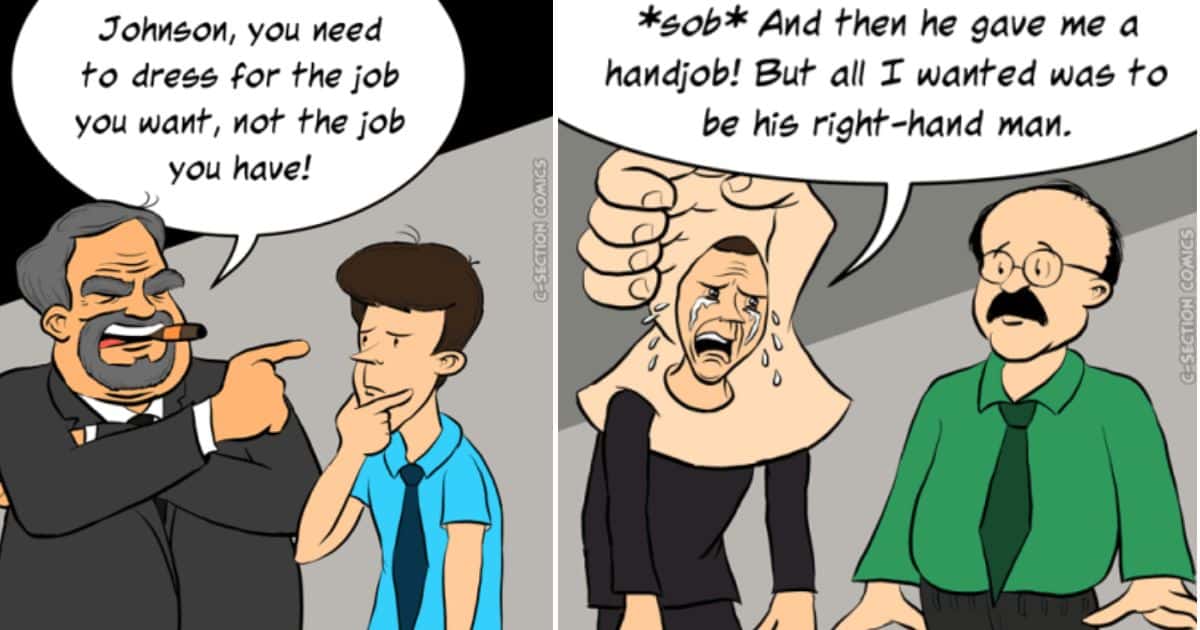 Johnson, you need
to dress for the job
you want, not the job
you have!
C-SECTION COMICS
*sob* And then he gave me a
handjob! But all I wanted was to
be his right-hand man.
C-SECTION COMICS